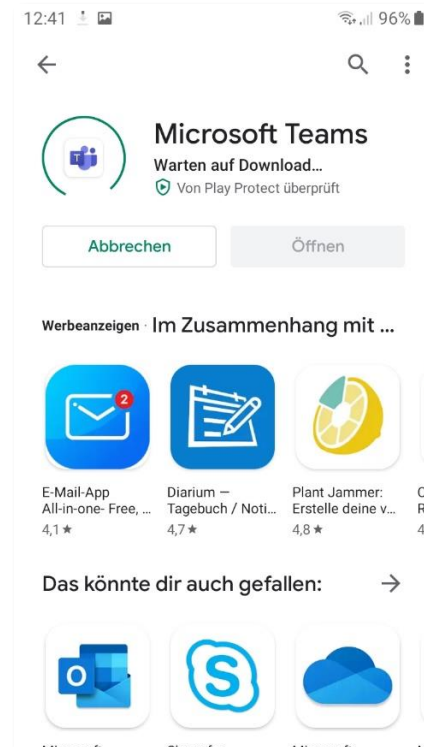 12:41 96%
Microsoft Teams
Warten auf Download...
Von Play Protect überprüft
Abbrechen Öffnen
Werbeanzeigen · Im Zusammenhang mit ...
2
E-Mail-App
All-in-one- Free, ...
4,1 ★
Diarium –
Tagebuch / Noti...
4,7 ★
Plant Jammer:
Erstelle deine v...
4,8 ★
Das könnte dir auch gefallen: